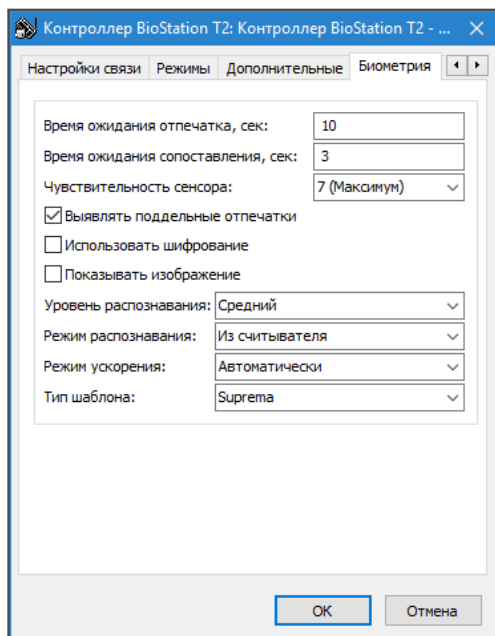 Контроллер BioStation T2: Контроллер BioStation T2 - ...
Настройки связи Режимы Дополнительные Биометрия
Время ожидания отпечатка, сек: 10
Время ожидания сопоставления, сек: 3
Чувствительность сенсора: 7 (Максимум)
Выявлять поддельные отпечатки
Использовать шифрование
Показывать изображение
Уровень распознавания: Средний
Режим распознавания: Из считывателя
Режим ускорения: Автоматически
Тип шаблона: Suprema
ОК Отмена